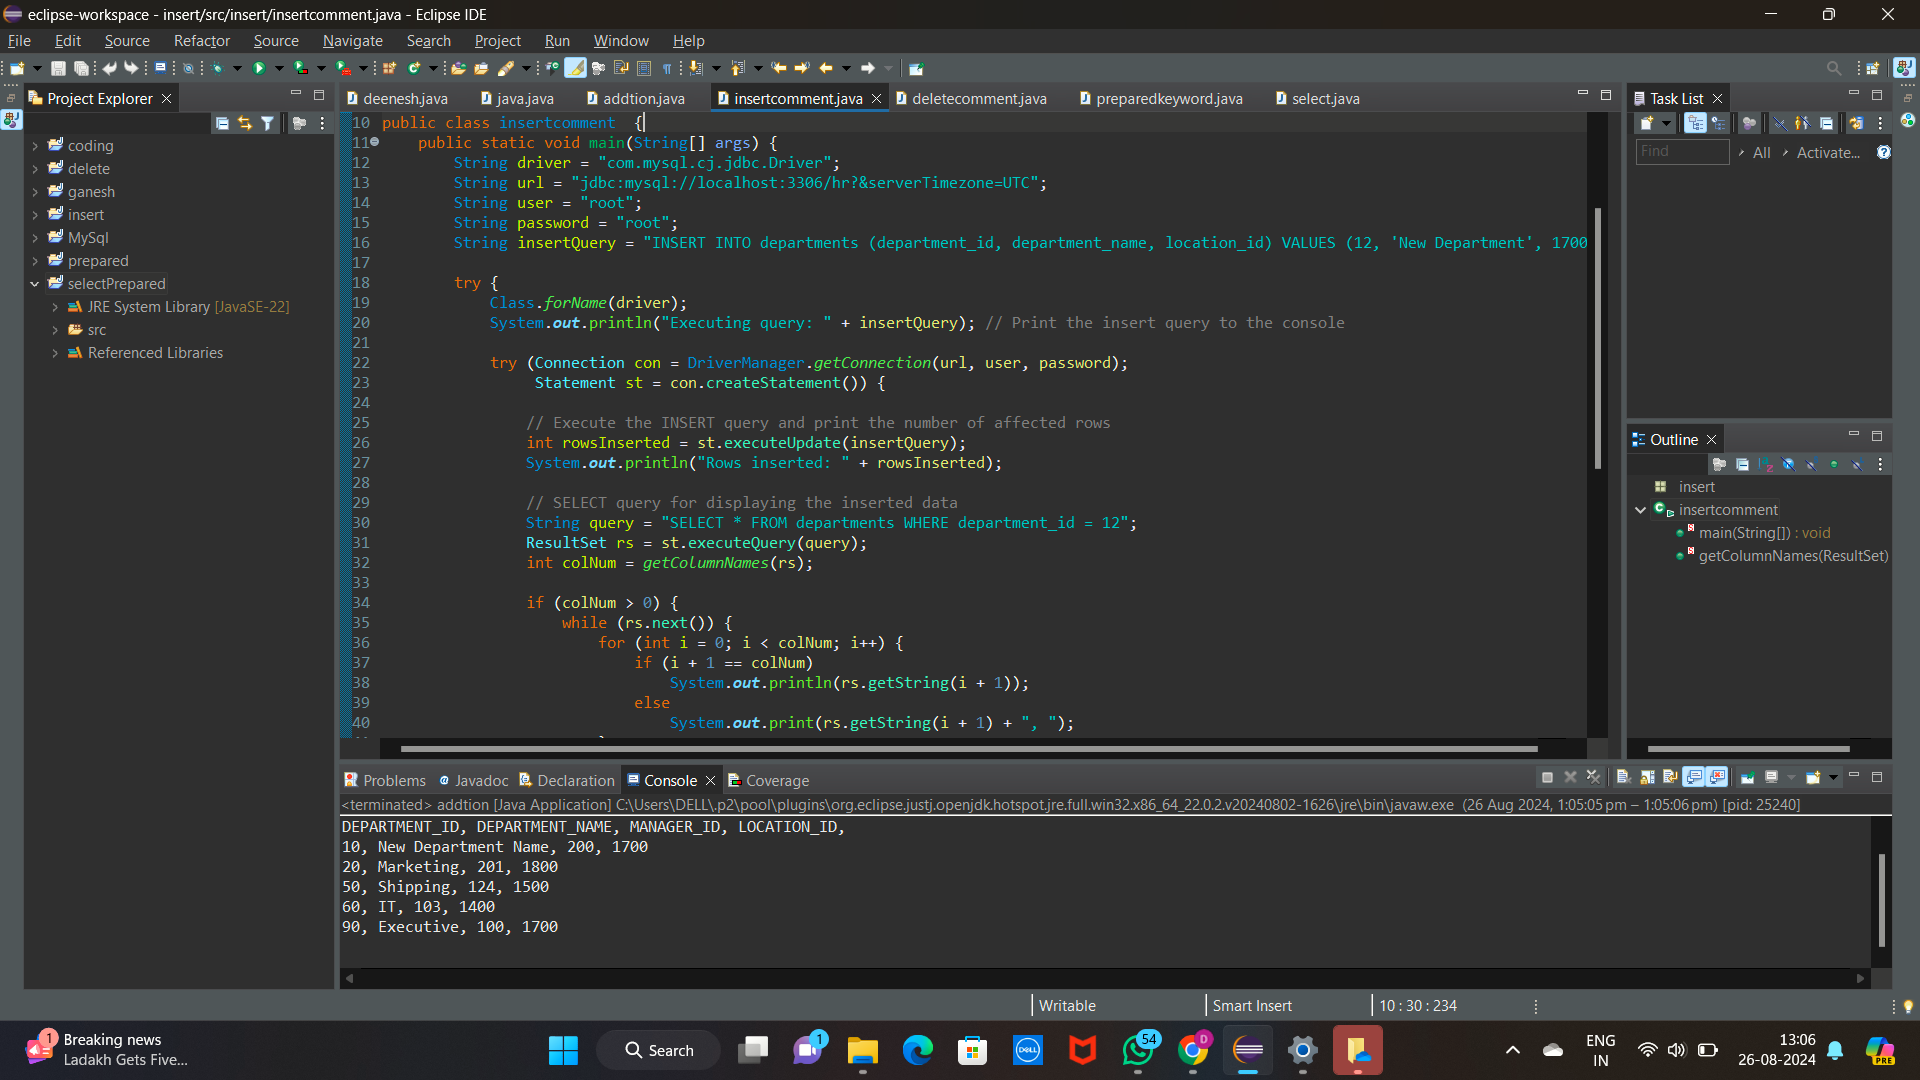 eclipse-workspace - insert/src/insert/insertcomment.java - Eclipse IDE
File Edit Source Refactor Source Navigate Search Project Run Window Help
Project Explorer
deenesh.java java.java addtion.java insertcomment.java deletecomment.java preparedkeyword.java select.java
Task List
coding
delete
ganesh
insert
MySql
prepared
selectPrepared
JRE System Library [JavaSE-22]
src
Referenced Libraries
10 public class insertcomment  {
11 public static void main(String[] args) {
12 String driver = "com.mysql.cj.jdbc.Driver";
13 String url = "jdbc:mysql://localhost:3306/hr?&serverTimezone=UTC";
14 String user = "root";
15 String password = "root";
16 String insertQuery = "INSERT INTO departments (department_id, department_name, location_id) VALUES (12, 'New Department', 1700
17
18 try {
19 Class.forName(driver);
20 System.out.println("Executing query: " + insertQuery); // Print the insert query to the console
21
22 try (Connection con = DriverManager.getConnection(url, user, password);
23 Statement st = con.createStatement()) {
24
25 // Execute the INSERT query and print the number of affected rows
26 int rowsInserted = st.executeUpdate(insertQuery);
27 System.out.println("Rows inserted: " + rowsInserted);
28
29 // SELECT query for displaying the inserted data
30 String query = "SELECT * FROM departments WHERE department_id = 12";
31 ResultSet rs = st.executeQuery(query);
32 int colNum = getColumnNames(rs);
33
34 if (colNum > 0) {
35 while (rs.next()) {
36 for (int i = 0; i < colNum; i++) {
37 if (i + 1 == colNum)
38 System.out.println(rs.getString(i + 1));
39 else
40 System.out.print(rs.getString(i + 1) + ", ");
Find All Activate...
Outline
insert
insertcomment
main(String[]) : void
getColumnNames(ResultSet)
Problems Javadoc Declaration Console Coverage
<terminated> addtion [Java Application] C:\Users\DELL\.p2\pool\plugins\org.eclipse.justj.openjdk.hotspot.jre.full.win32.x86_64_22.0.2.v20240802-1626\jre\bin\javaw.exe (26 Aug 2024, 1:05:05 pm – 1:05:06 pm) [pid: 25240]
DEPARTMENT_ID, DEPARTMENT_NAME, MANAGER_ID, LOCATION_ID,
10, New Department Name, 200, 1700
20, Marketing, 201, 1800
50, Shipping, 124, 1500
60, IT, 103, 1400
90, Executive, 100, 1700
Writable Smart Insert 10 : 30 : 234
1
Breaking news
Ladakh Gets Five...
Search
1
DELL
54
D
ENG
IN
13:06
26-08-2024
PRE